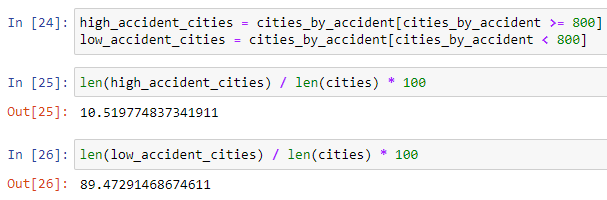 In [24]: high_accident_cities = cities_by_accident[cities_by_accident >= 800]
low_accident_cities = cities_by_accident[cities_by_accident < 800]
In [25]: len(high_accident_cities) / len(cities) * 100
Out[25]: 10.519774837341911
In [26]: len(low_accident_cities) / len(cities) * 100
Out[26]: 89.47291468674611